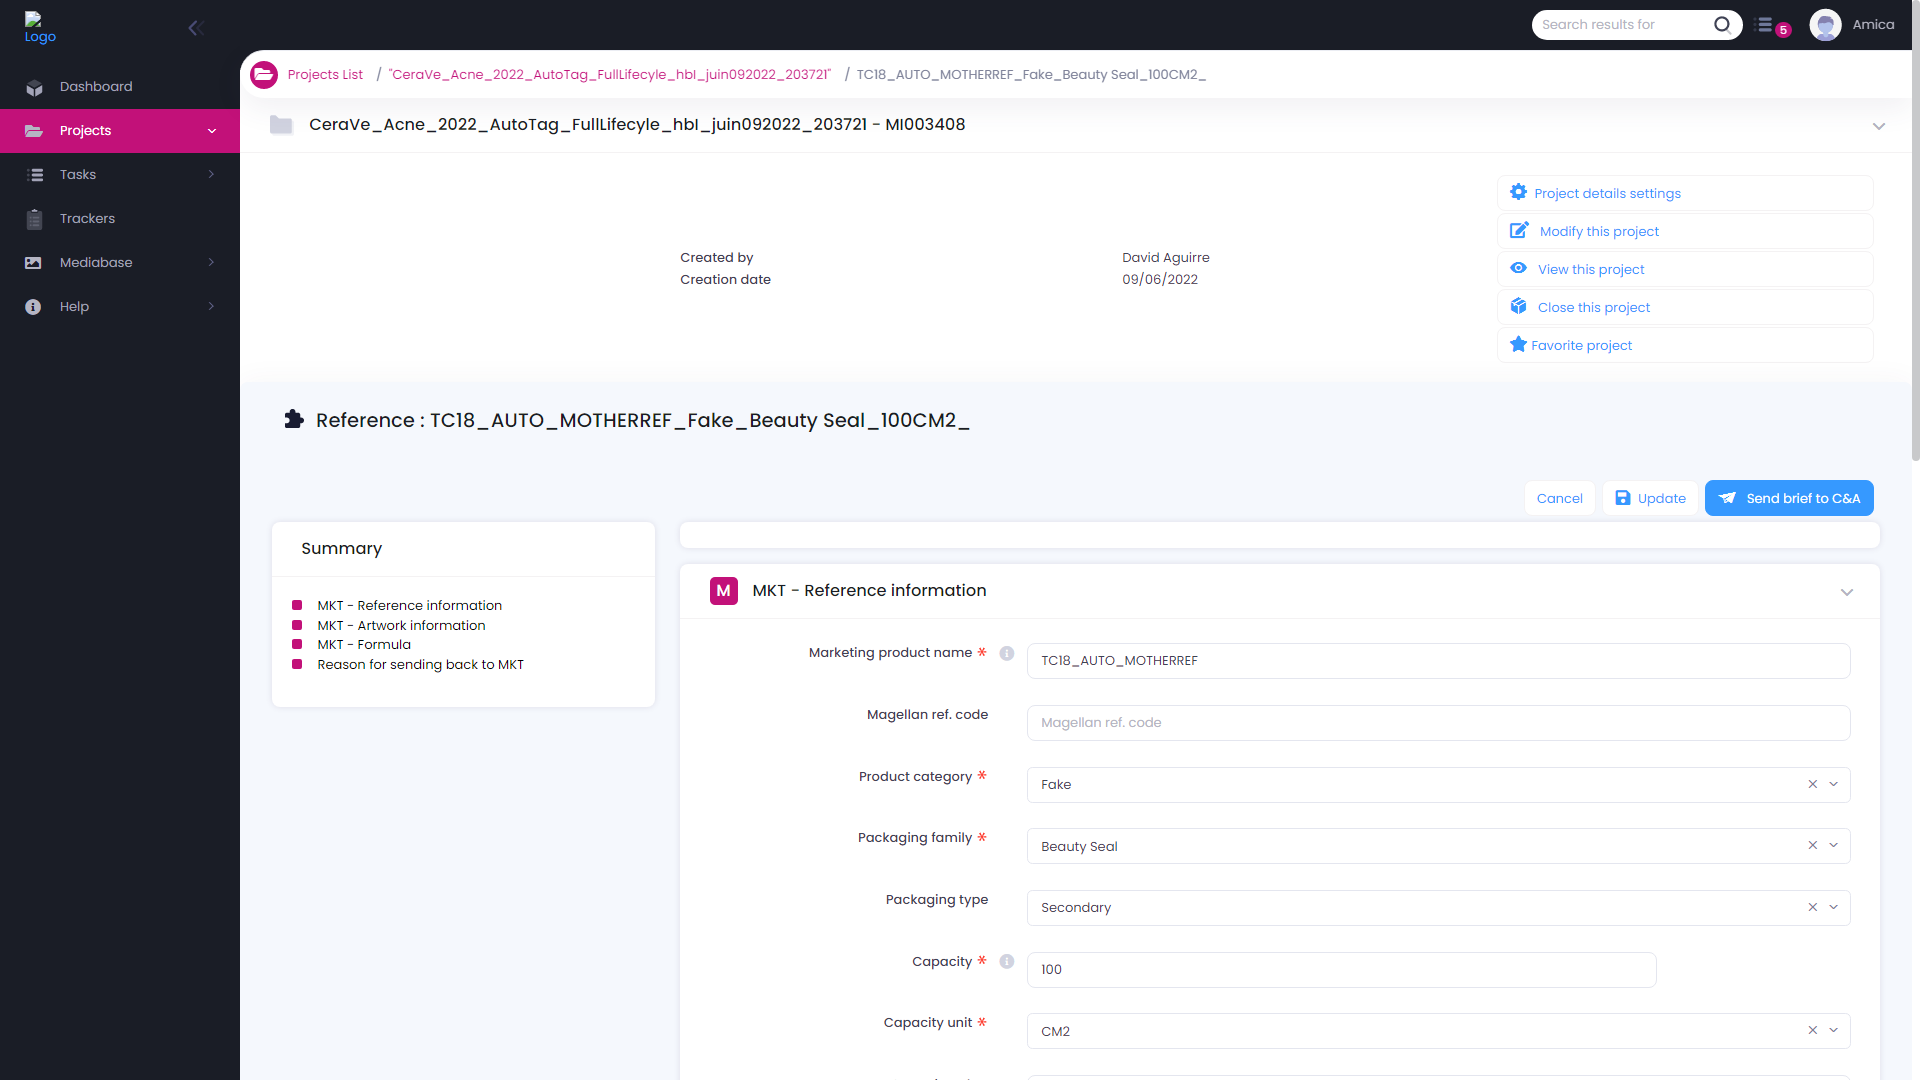 Logo
Search results for
5
Amica
Dashboard
Projects
Tasks
Trackers
Mediabase
Help
Projects List / "CeraVe_Acne_2022_AutoTag_FullLifecyle_hbI_juin092022_203721" / TC18_AUTO_MOTHERREF_Fake_Beauty Seal_100CM2_
CeraVe_Acne_2022_AutoTag_FullLifecyle_hbI_juin092022_203721 - MI003408
Created by David Aguirre
Creation date 09/06/2022
Project details settings
Modify this project
View this project
Close this project
Favorite project
Reference : TC18_AUTO_MOTHERREF_Fake_Beauty Seal_100CM2_
Cancel
Update
Send brief to C&A
Summary
MKT - Reference information
MKT - Artwork information
MKT - Formula
Reason for sending back to MKT
M MKT - Reference information
Marketing product name * TC18_AUTO_MOTHERREF
Magellan ref. code Magellan ref. code
Product category * Fake
Packaging family * Beauty Seal
Packaging type Secondary
Capacity * 100
Capacity unit * CM2